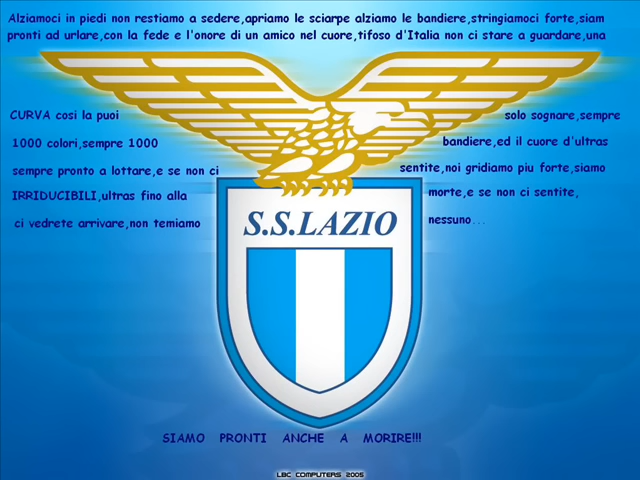 Alziamoci in piedi non restiamo a sedere,apriamo le sciarpe alziamo le bandiere,stringiamoci forte,siam
pronti ad urlare,con la fede e l'onore di un amico nel cuore,tifoso d'Italia non ci stare a guardare,una
CURVA cosi la puoi solo sognare,sempre
1000 colori,sempre 1000 bandiere,ed il cuore d'ultras
sempre pronto a lottare,e se non ci sentite,noi gridiamo piu forte,siamo
IRRIDUCIBILI,ultras fino alla morte,e se non ci sentite,
ci vedrete arrivare,non temiamo nessuno...
S.S.LAZIO
SIAMO PRONTI ANCHE A MORIRE!!!
LBC COMPUTERS 2005